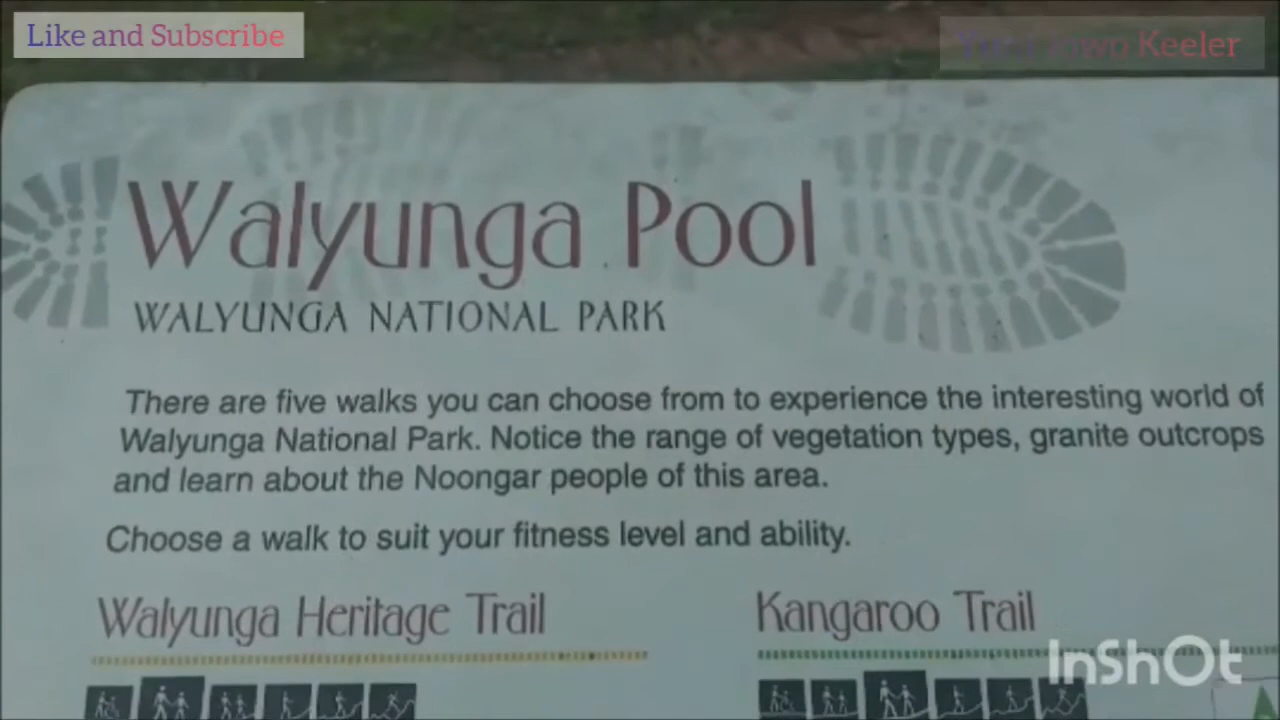 Like and Subscribe
Keeler
Walyunga Pool
WALYUNGA NATIONAL PARK
There are five walks you can choose from to experience the interesting world of
Walyunga National Park. Notice the range of vegetation types, granite outcrops
and learn about the Noongar people of this area.
Choose a walk to suit your fitness level and ability.
Walyunga Heritage Trail
Kangaroo Trail
InShOt